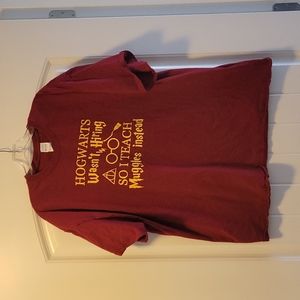 HOGWARTS
Wasn't Hiring
SO I TEACH
Muggles Instead